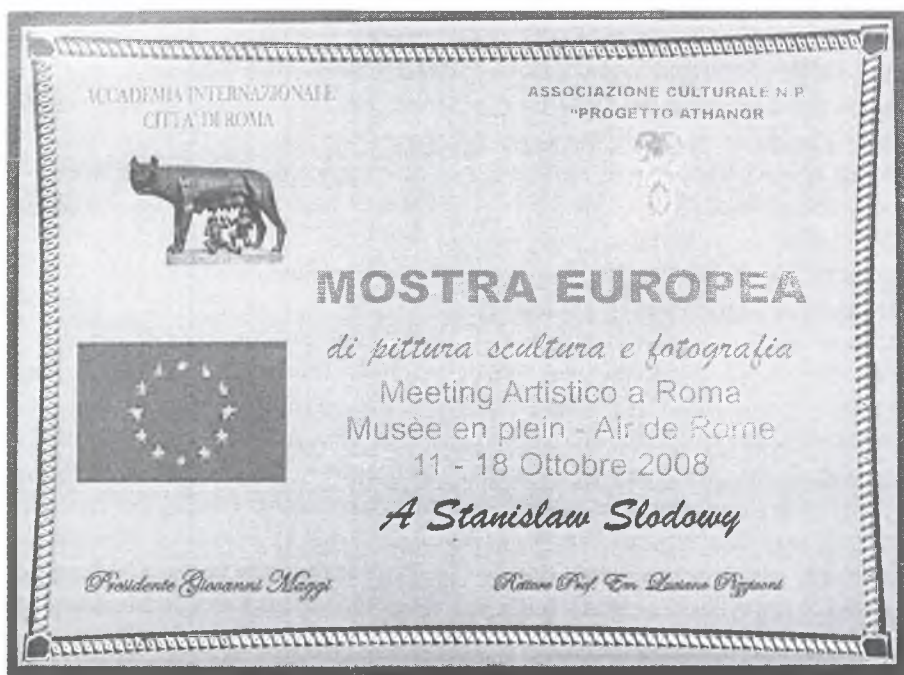 ACCADEMIA INTERNAZIONALE
CITTA' DI ROMA
ASSOCIAZIONE CULTURALE N.P.
"PROGETTO ATHANOR
MOSTRA EUROPEA
di pittura scultura e fotografia
Meeting Artistico a Roma
Musèe en plein - Air de Rome
11 - 18 Ottobre 2008
A Stanislaw Slodowy
Presidente Giovanni Maggi
Rettore Prof. Em. Luciano Pizzisoni